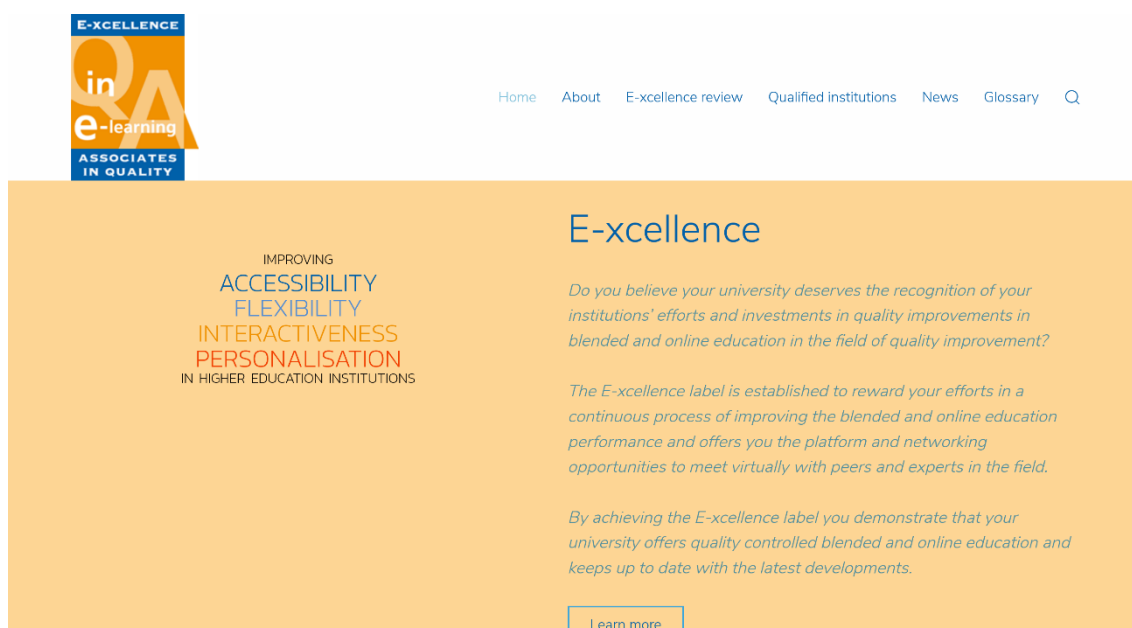 E-XCELLENCE
QA
in
e-learning
ASSOCIATES
IN QUALITY
Home About E-xcellence review Qualified institutions News Glossary
IMPROVING
ACCESSIBILITY
FLEXIBILITY
INTERACTIVENESS
PERSONALISATION
IN HIGHER EDUCATION INSTITUTIONS
E-xcellence
Do you believe your university deserves the recognition of your
institutions' efforts and investments in quality improvements in
blended and online education in the field of quality improvement?
The E-xcellence label is established to reward your efforts in a
continuous process of improving the blended and online education
performance and offers you the platform and networking
opportunities to meet virtually with peers and experts in the field.
By achieving the E-xcellence label you demonstrate that your
university offers quality controlled blended and online education and
keeps up to date with the latest developments.
Learn more